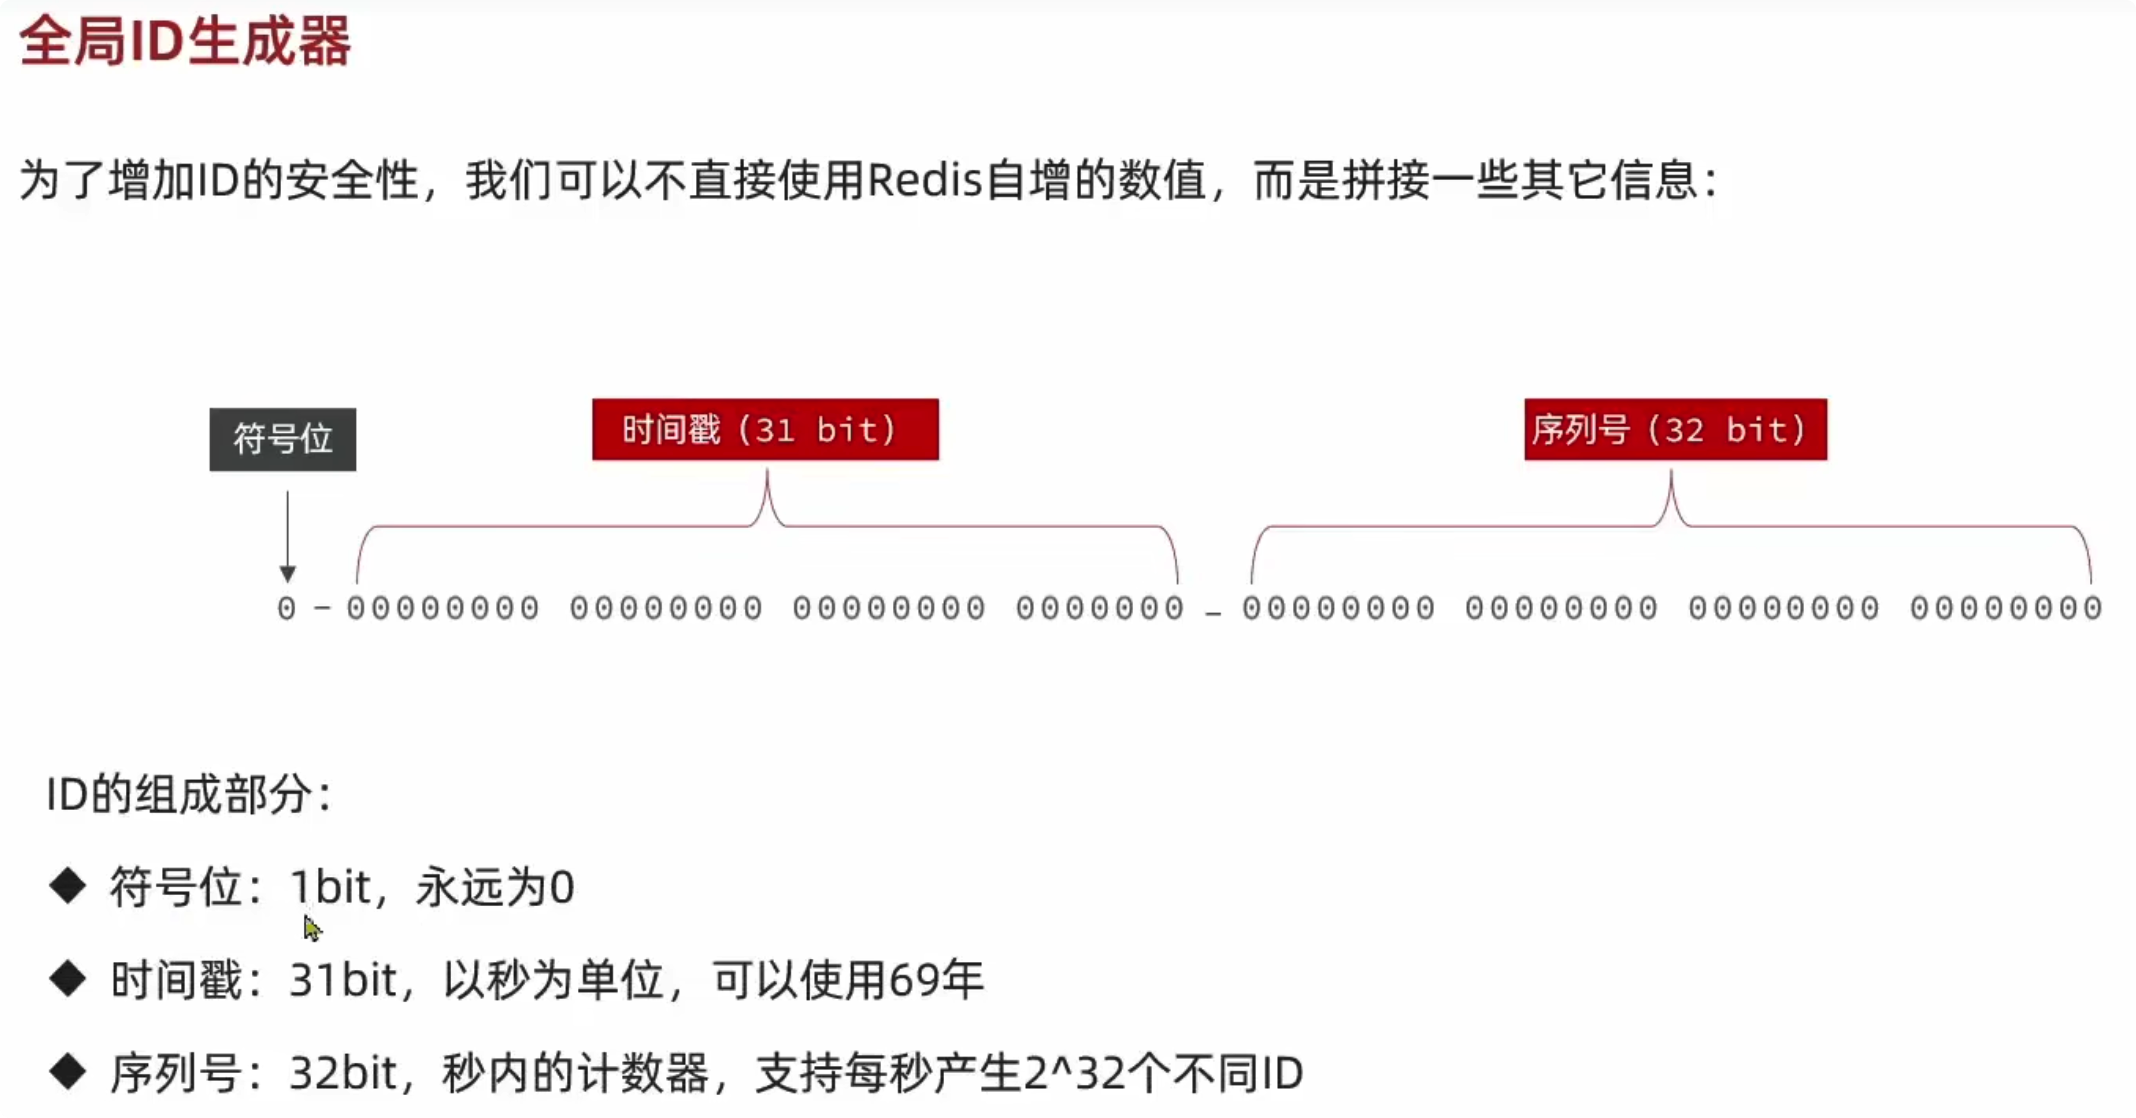 全局ID生成器
为了增加ID的安全性，我们可以不直接使用Redis自增的数值，而是拼接一些其它信息：
符号位
时间戳（31 bit）
序列号（32 bit）
0 - 00000000 00000000 00000000 0000000 - 00000000 00000000 00000000 00000000
ID的组成部分：
◆ 符号位：1bit，永远为0
◆ 时间戳：31bit，以秒为单位，可以使用69年
◆ 序列号：32bit，秒内的计数器，支持每秒产生2^32个不同ID